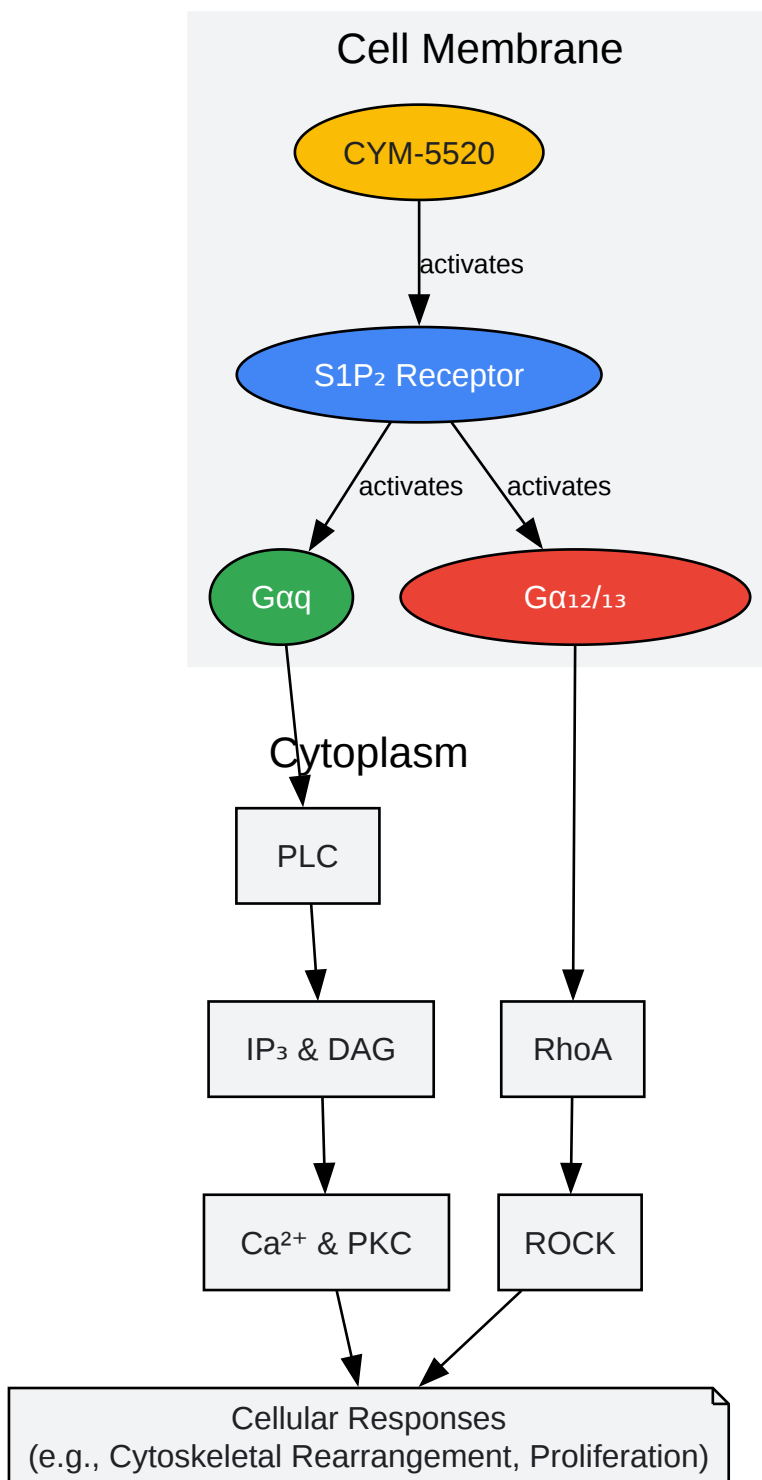 Cell Membrane
CYM-5520
activates
S1P₂ Receptor
activates
activates
Gαq
Gα₁₂/₁₃
Cytoplasm
PLC
IP₃ & DAG
RhoA
Ca²⁺ & PKC
ROCK
Cellular Responses
(e.g., Cytoskeletal Rearrangement, Proliferation)